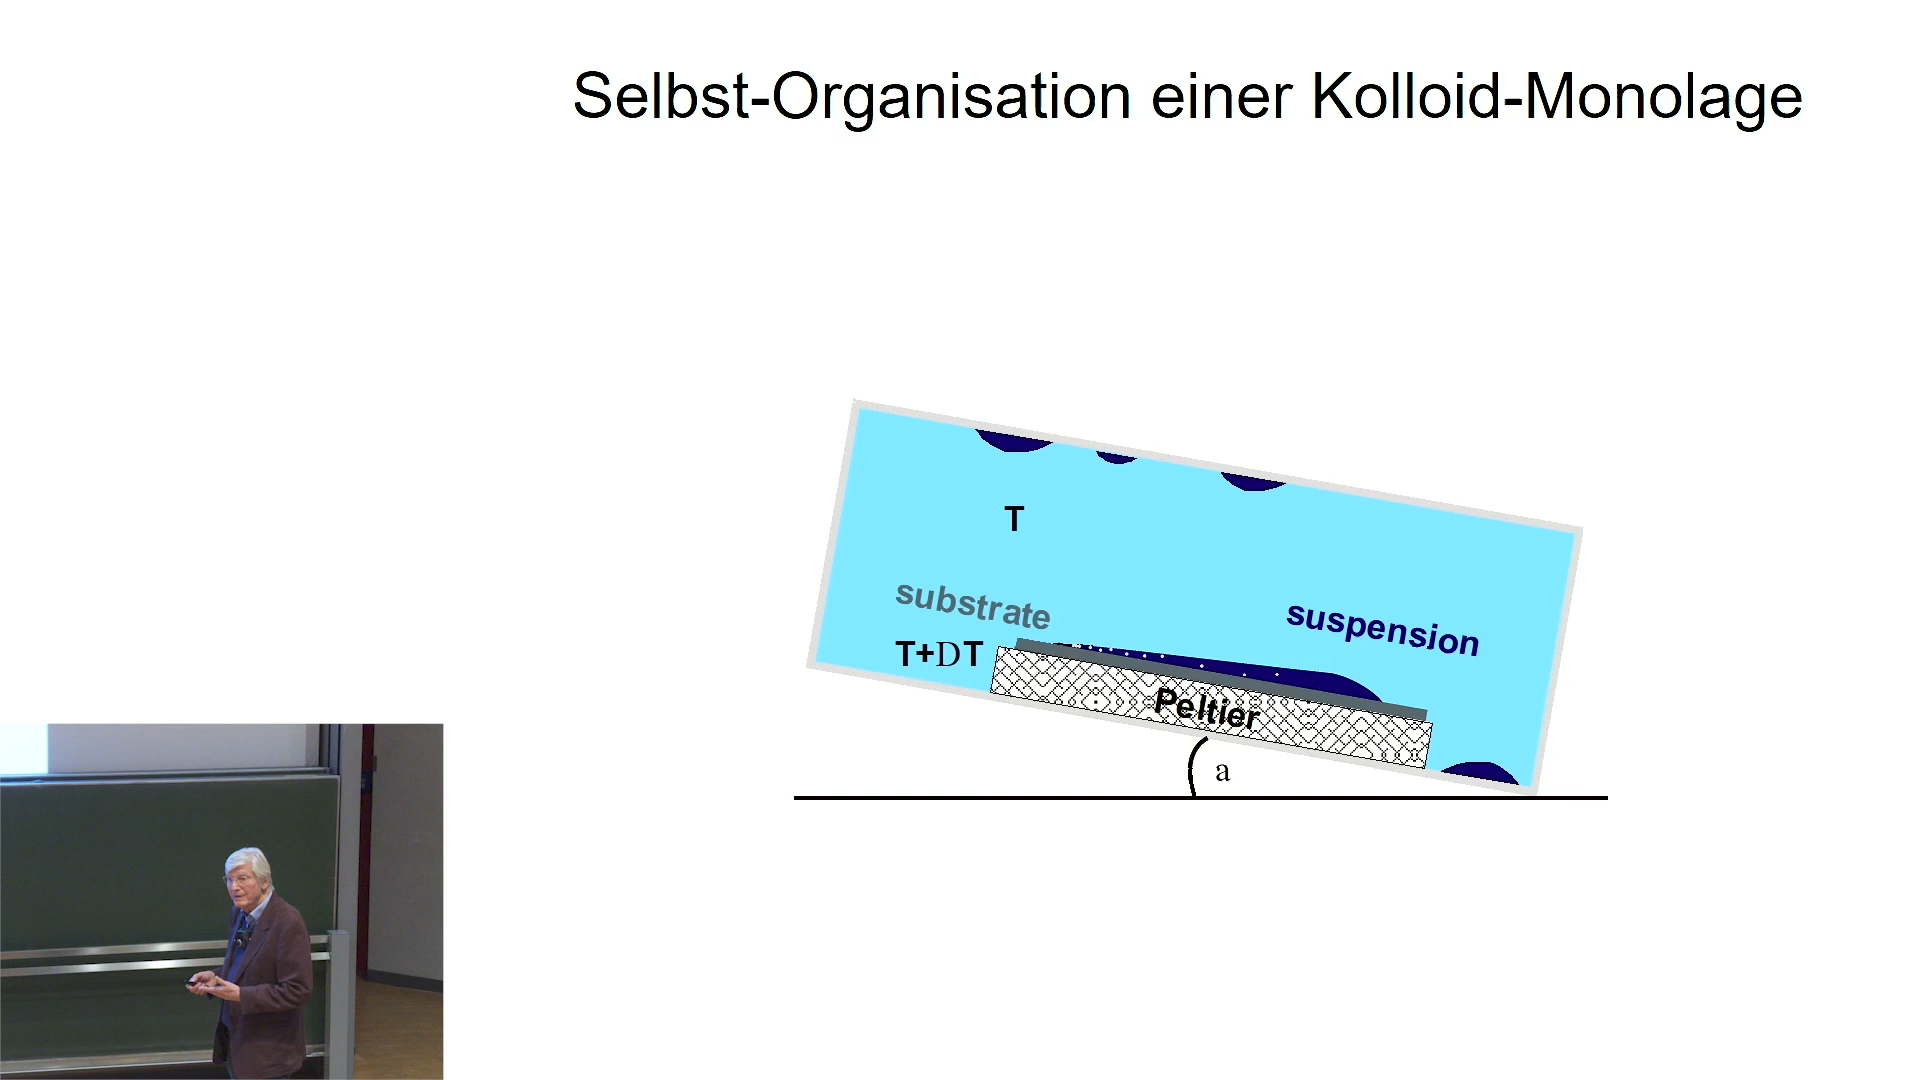 Selbst-Organisation einer Kolloid-Monolage
T
substrate
suspension
T+DT
Peltier
a